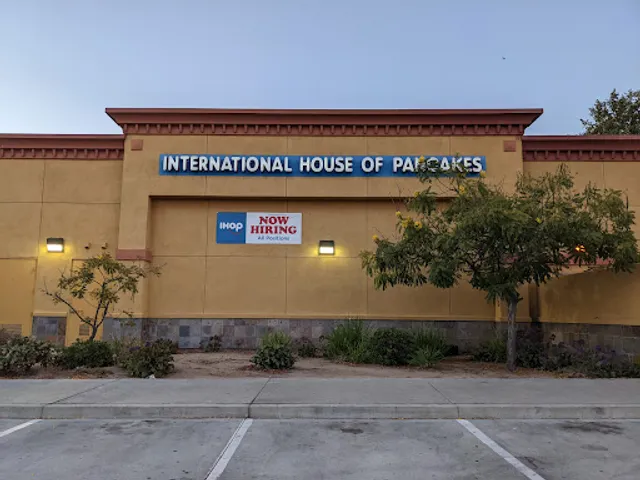 INTERNATIONAL HOUSE OF PANCAKES
IHOP
NOW
HIRING
All Positions